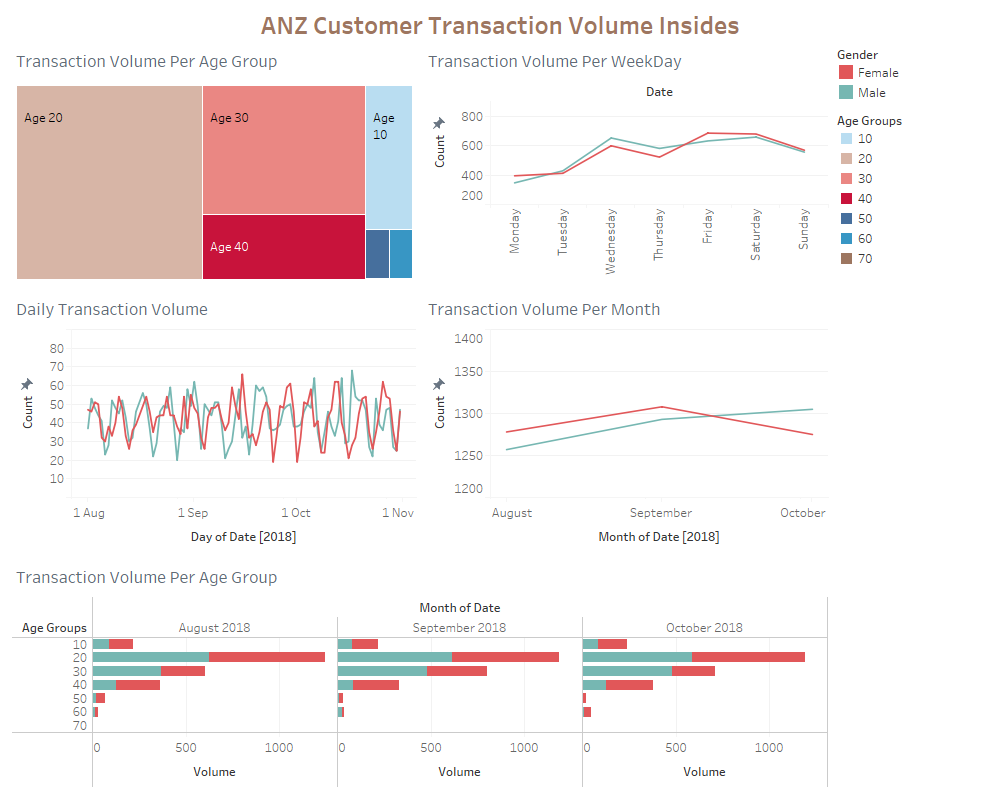 ANZ Customer Transaction Volume Insides
Transaction Volume Per Age Group
Age 20
Age 30
Age
10
Age 40
Transaction Volume Per WeekDay
Date
Count
800
600
400
200
Monday
Tuesday
Wednesday
Thursday
Friday
Saturday
Sunday
Gender
Female
Male
Age Groups
10
20
30
40
50
60
70
Daily Transaction Volume
Count
80
70
60
50
40
30
20
10
1 Aug
1 Sep
1 Oct
1 Nov
Day of Date [2018]
Transaction Volume Per Month
Count
1400
1350
1300
1250
1200
August
September
October
Month of Date [2018]
Transaction Volume Per Age Group
Month of Date
Age Groups
August 2018
September 2018
October 2018
10
20
30
40
50
60
70
0
500
1000
0
500
1000
0
500
1000
Volume
Volume
Volume